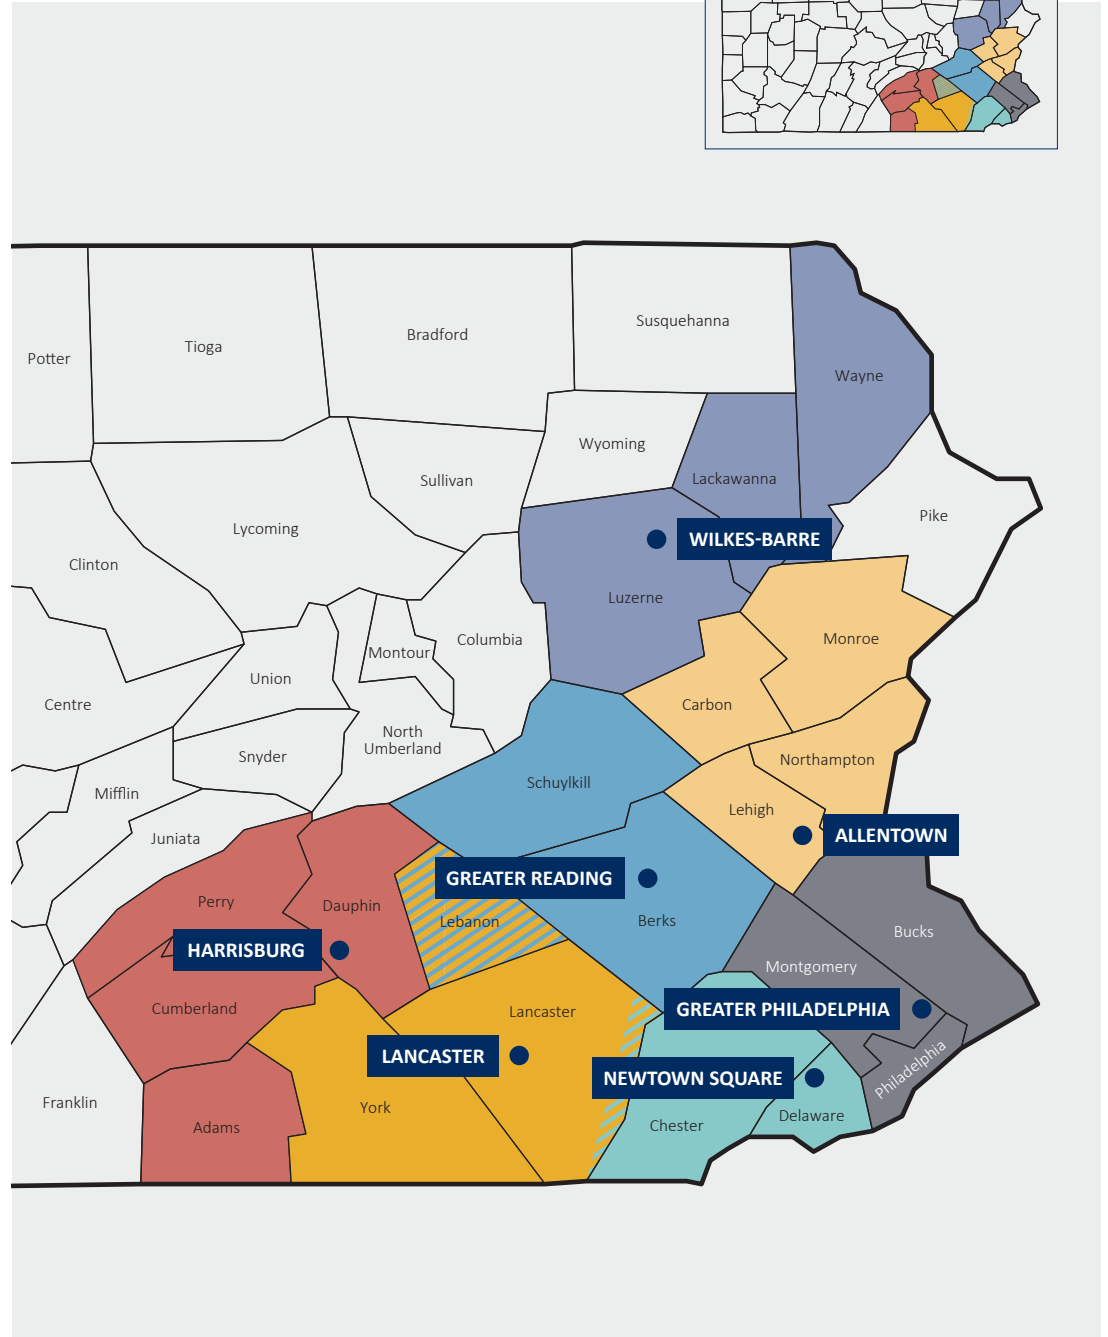 Susquehanna
Bradford
Tioga
Potter
Wayne
Wyoming
Lackawanna
Sullivan
Pike
Lycoming
WILKES-BARRE
Clinton
Luzerne
Monroe
Columbia
Montour
Union
Centre
Carbon
North
Umberland
Snyder
Northampton
Schuylkill
Mifflin
Lehigh
Juniata
ALLENTOWN
GREATER READING
Perry
Dauphin
Lebanon
Berks
Bucks
HARRISBURG
Montgomery
Cumberland
Lancaster
GREATER PHILADELPHIA
LANCASTER
Philadelphia
NEWTOWN SQUARE
Franklin
York
Delaware
Adams
Chester